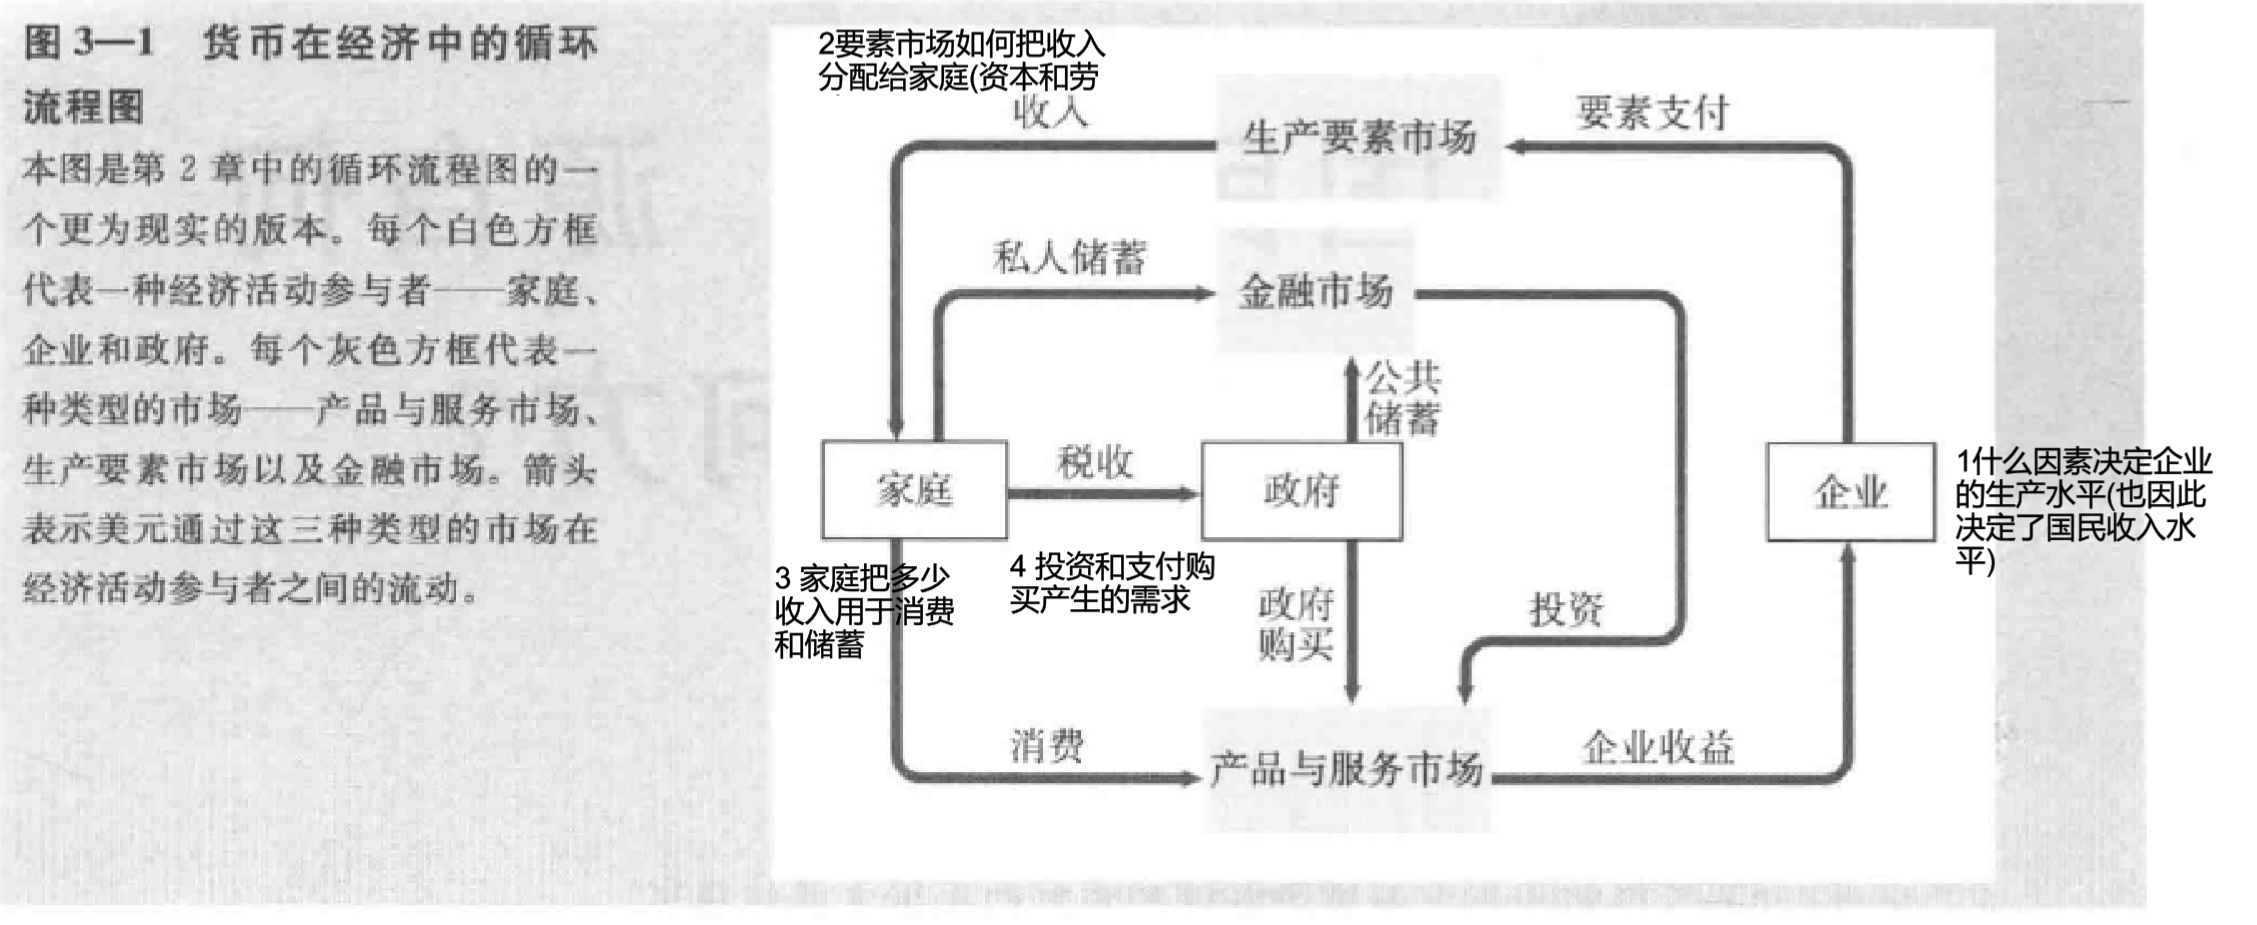 图 3—1 货币在经济中的循环
流程图
本图是第 2 章中的循环流程图的一
个更为现实的版本。每个白色方框
代表一种经济活动参与者——家庭、
企业和政府。每个灰色方框代表一
种类型的市场——产品与服务市场、
生产要素市场以及金融市场。箭头
表示美元通过这三种类型的市场在
经济活动参与者之间的流动。
2要素市场如何把收入
分配给家庭(资本和劳
收入
生产要素市场
要素支付
私人储蓄
金融市场
公共
储蓄
家庭
税收
政府
企业
1什么因素决定企业
的生产水平(也因此
决定了国民收入水
平)
3 家庭把多少
收入用于消费
和储蓄
4 投资和支付购
买产生的需求
政府
购买
投资
消费
产品与服务市场
企业收益